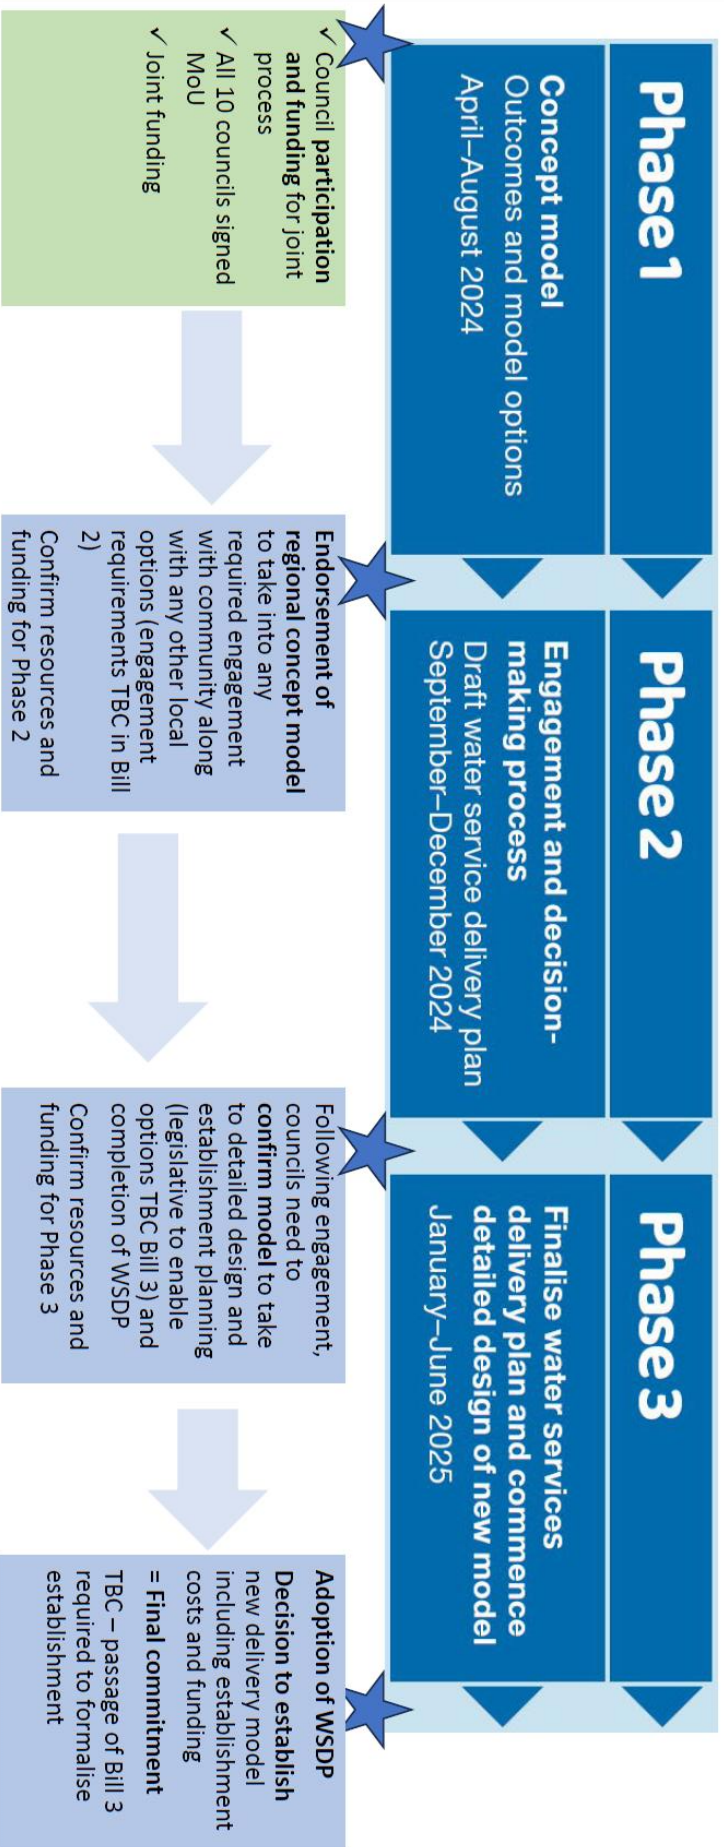 Phase 1
Concept model
Outcomes and model options
April–August 2024
Phase 2
Engagement and decision-
making process
Draft water service delivery plan
September–December 2024
Phase 3
Finalise water services
delivery plan and commence
detailed design of new model
January–June 2025
✓ Council participation
and funding for joint
process
✓ All 10 councils signed
MoU
✓ Joint funding
Endorsement of
regional concept model
to take into any
required engagement
with community along
with any other local
options (engagement
requirements TBC in Bill
2)
Confirm resources and
funding for Phase 2
Following engagement,
councils need to
confirm model to take
to detailed design and
establishment planning
(legislative to enable
options TBC Bill 3) and
completion of WSDP
Confirm resources and
funding for Phase 3
Adoption of WSDP
Decision to establish
new delivery model
including establishment
costs and funding
= Final commitment
TBC – passage of Bill 3
required to formalise
establishment